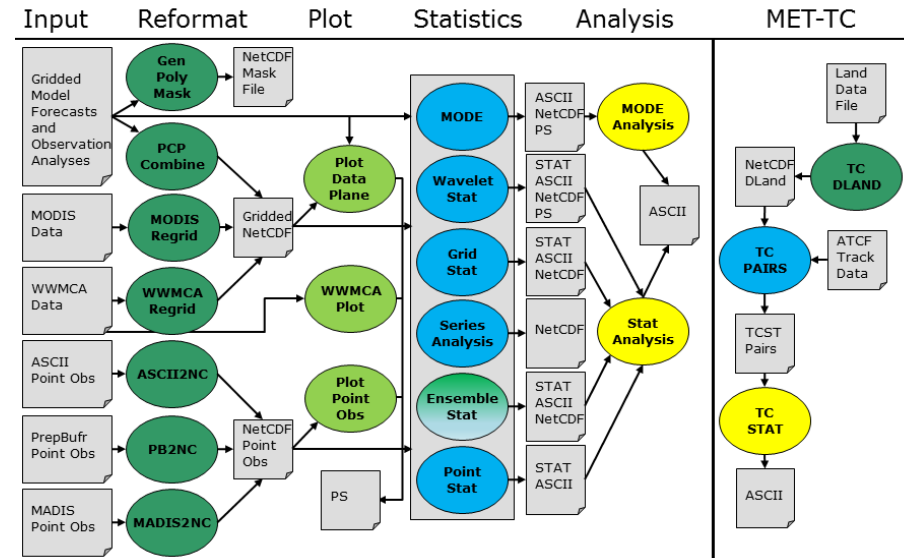 Input
Reformat
Plot
Statistics
Analysis
MET-TC
Gridded
Model
Forecasts
and
Observation
Analyses
MODIS
Data
WWMCA
Data
ASCII
Point Obs
PrepBufr
Point Obs
MADIS
Point Obs
Gen
Poly
Mask
NetCDF
Mask
File
PCP
Combine
MODIS
Regrid
WWMCA
Regrid
Gridded
NetCDF
ASCII2NC
PB2NC
MADIS2NC
NetCDF
Point
Obs
Plot
Data
Plane
WWMCA
Plot
Plot
Point
Obs
PS
MODE
Wavelet
Stat
Grid
Stat
Series
Analysis
Ensemble
Stat
Point
Stat
ASCII
NetCDF
PS
STAT
ASCII
NetCDF
PS
STAT
ASCII
NetCDF
NetCDF
STAT
ASCII
NetCDF
STAT
ASCII
MODE
Analysis
ASCII
Stat
Analysis
Land
Data
File
NetCDF
DLand
TC
DLAND
TC
PAIRS
ATCF
Track
Data
TCST
Pairs
TC
STAT
ASCII